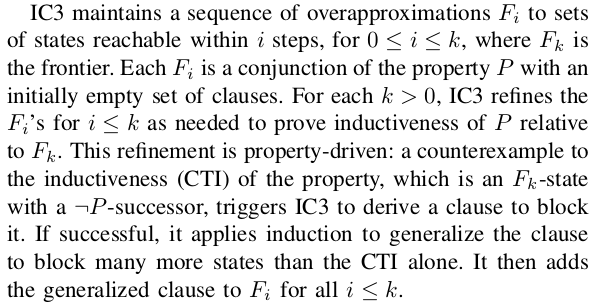 IC3 maintains a sequence of overapproximations F_i to sets
of states reachable within i steps, for 0 ≤ i ≤ k, where F_k is
the frontier. Each F_i is a conjunction of the property P with an
initially empty set of clauses. For each k > 0, IC3 refines the
F_i's for i ≤ k as needed to prove inductiveness of P relative
to F_k. This refinement is property-driven: a counterexample to
the inductiveness (CTI) of the property, which is an F_k-state
with a ¬P-successor, triggers IC3 to derive a clause to block
it. If successful, it applies induction to generalize the clause
to block many more states than the CTI alone. It then adds
the generalized clause to F_i for all i ≤ k.